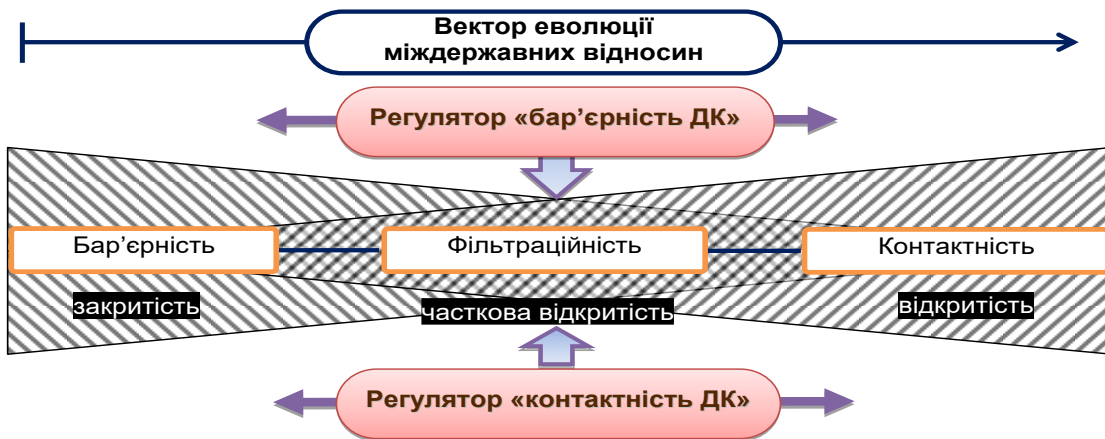 Вектор еволюції
міждержавних відносин
Регулятор «бар’єрність ДК»
Бар’єрність
Фільтраційність
Контактність
закритість
часткова відкритість
відкритість
Регулятор «контактність ДК»